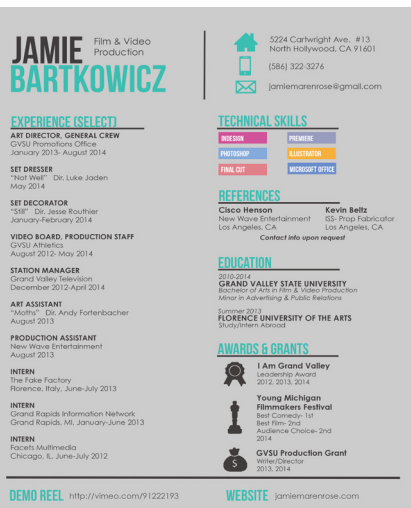 JAMIE
BARTKOWICZ
Film & Video
Production
5224 Cartwright Ave. #13
North Hollywood, CA 91601
(586) 322-3276
jamiemarenrose@gmail.com
EXPERIENCE (SELECT)
ART DIRECTOR, GENERAL CREW
GVSU Promotions Office
January 2013- August 2014
SET DRESSER
"Not Well" Dir. Luke Jaden
May 2014
SET DECORATOR
"Still" Dir. Jesse Routhier
January-February 2014
VIDEO BOARD, PRODUCTION STAFF
GVSU Athletics
August 2012- May 2014
STATION MANAGER
Grand Valley Television
December 2012-April 2014
ART ASSISTANT
"Moths" Dir. Andy Fortenbacher
August 2013
PRODUCTION ASSISTANT
New Wave Entertainment
August 2013
INTERN
The Fake Factory
Florence, Italy, June-July 2013
INTERN
Grand Rapids Information Network
Grand Rapids, MI, January-June 2013
INTERN
Facets Multimedia
Chicago, IL, June-July 2012
TECHNICAL SKILLS
INDESIGN
PREMIERE
PHOTOSHOP
ILLUSTRATOR
FINAL CUT
MICROSOFT OFFICE
REFERENCES
Cisco Henson
New Wave Entertainment
Los Angeles, CA
Kevin Beltz
ISS- Prop Fabricator
Los Angeles, CA
Contact info upon request
EDUCATION
2010-2014
GRAND VALLEY STATE UNIVERSITY
Bachelor of Arts in Film & Video Production
Minor in Advertising & Public Relations
Summer 2013
FLORENCE UNIVERSITY OF THE ARTS
Study/Intern Abroad
AWARDS & GRANTS
I Am Grand Valley
Leadership Award
2012, 2013, 2014
Young Michigan
Filmmakers Festival
Best Comedy- 1st
Best Film- 2nd
Audience Choice- 2nd
2014
$
GVSU Production Grant
Writer/Director
2013, 2014
DEMO REEL http://vimeo.com/91222193
WEBSITE jamiemarenrose.com